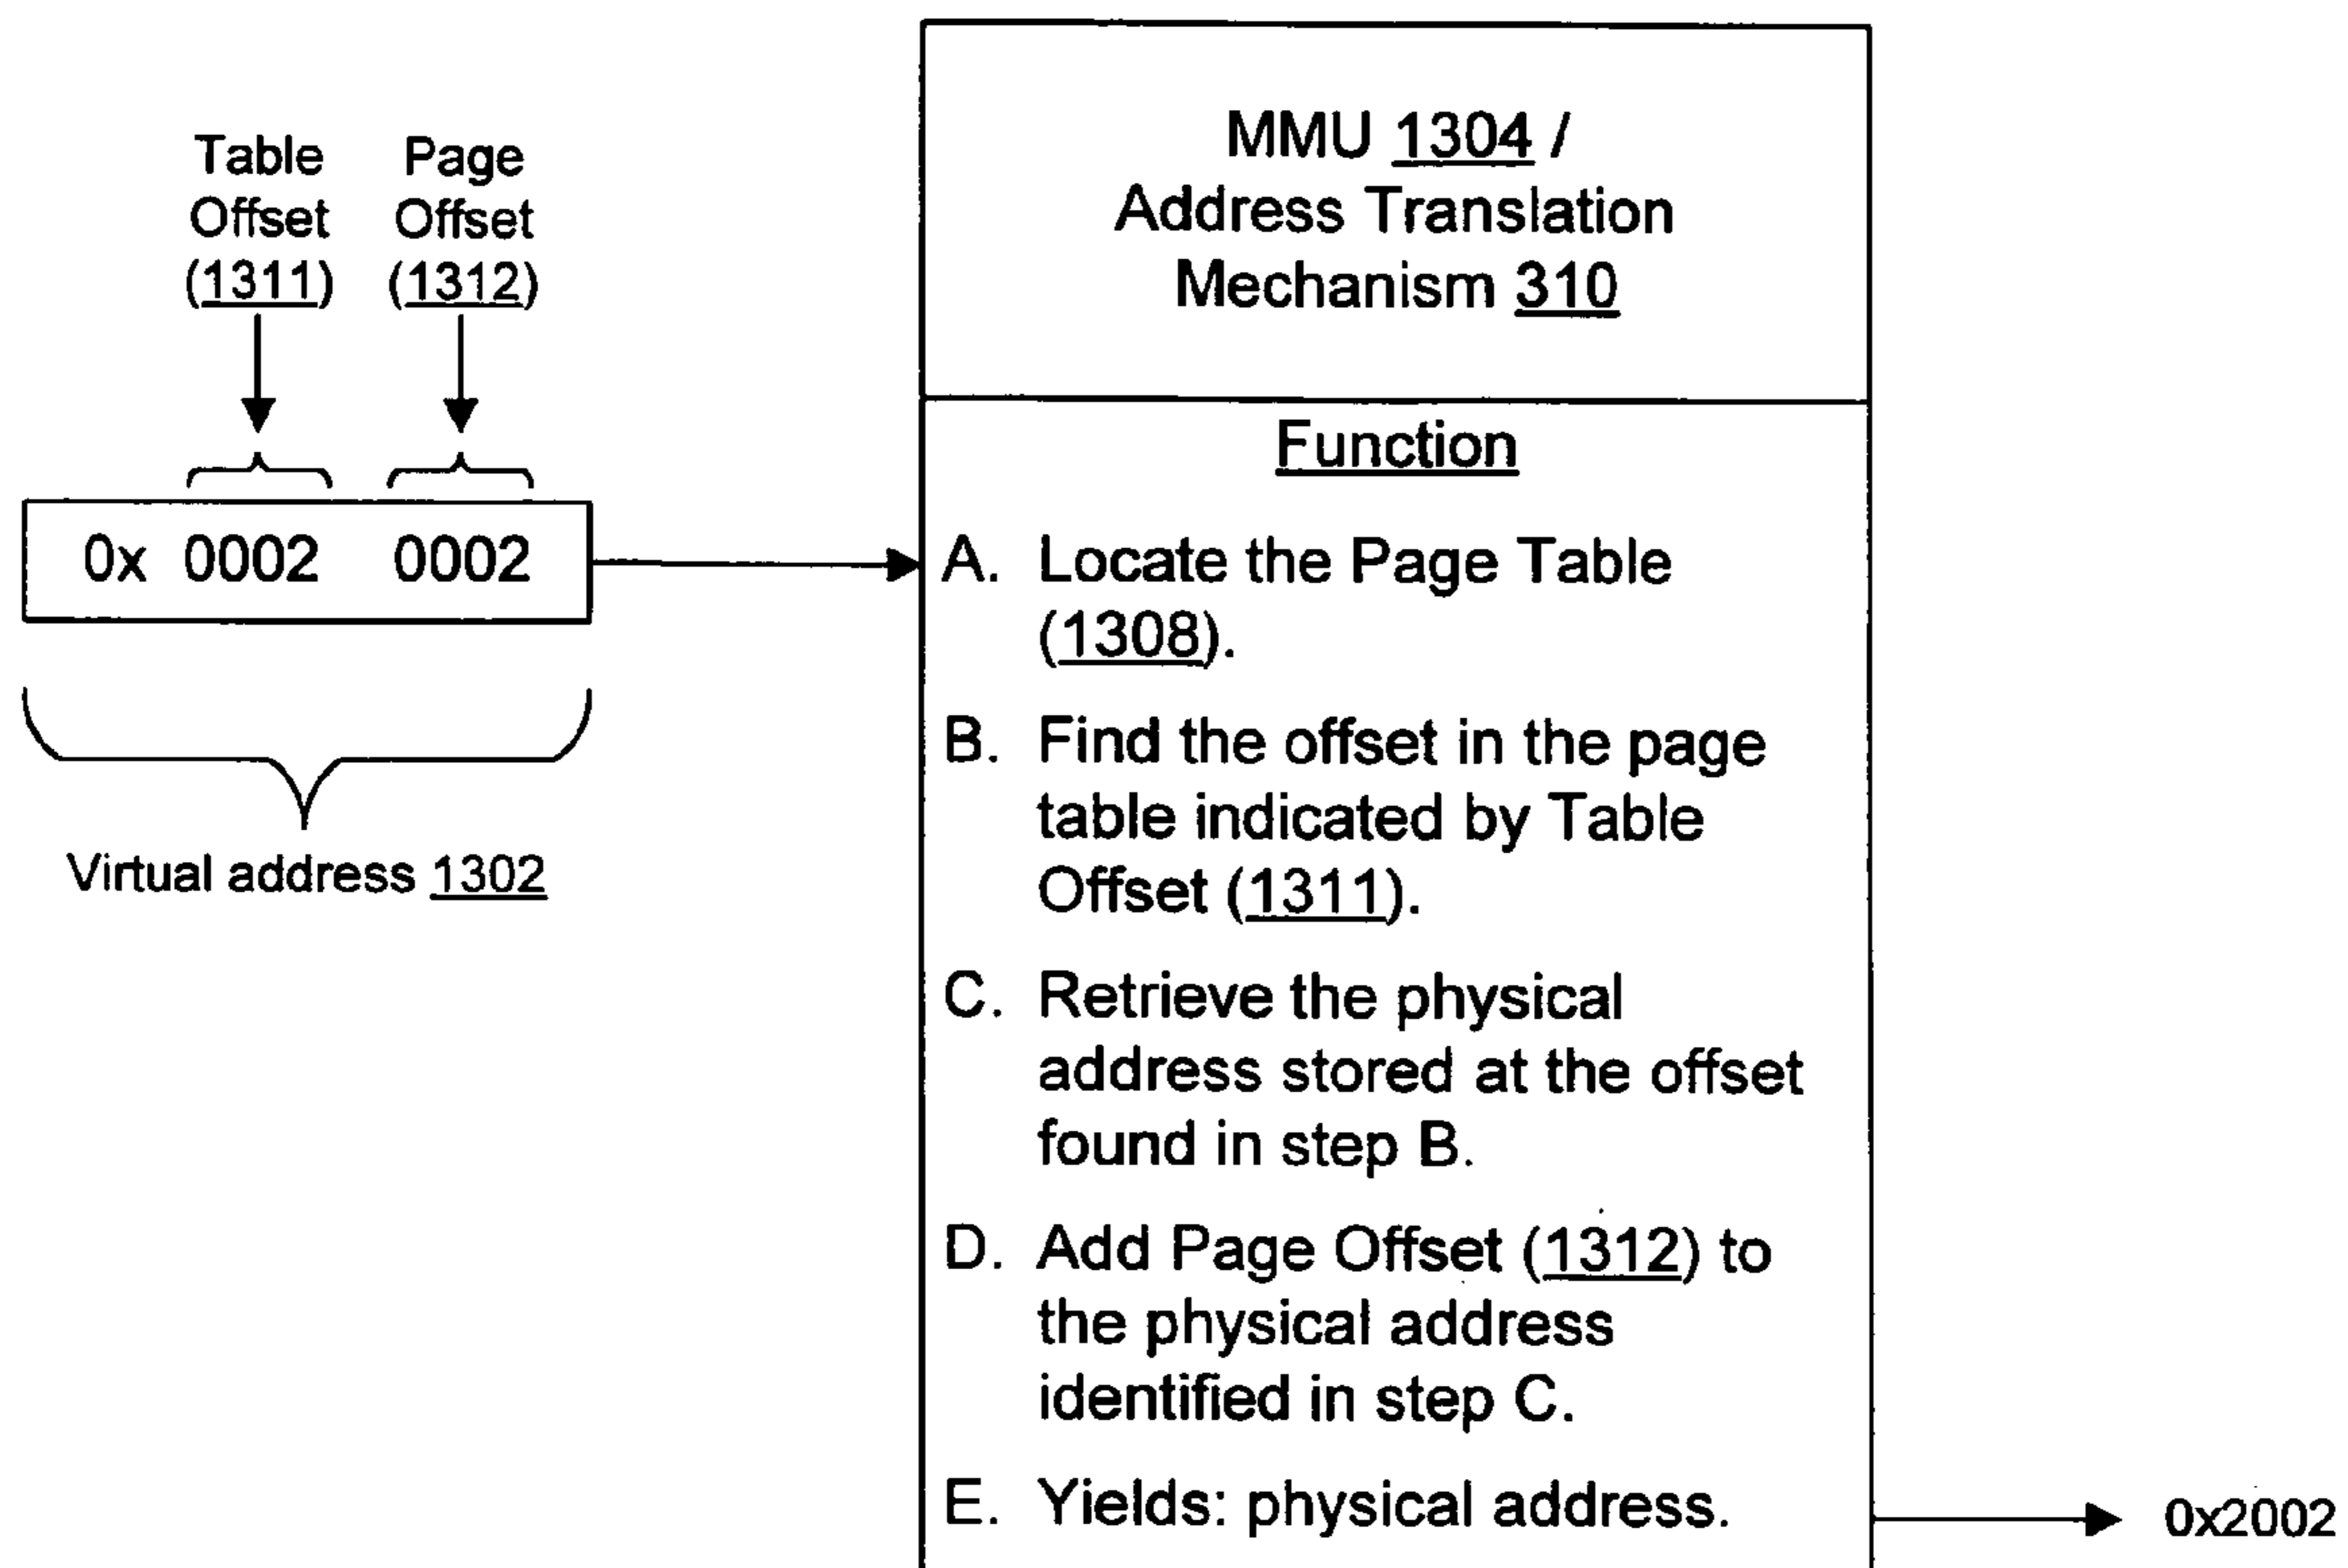 Table
Offset
(1311)
Page
Offset
(1312)
0x 0002 0002
Virtual address 1302
MMU 1304 /
Address Translation
Mechanism 310
Function
A. Locate the Page Table
(1308).
B. Find the offset in the page
table indicated by Table
Offset (1311).
C. Retrieve the physical
address stored at the offset
found in step B.
D. Add Page Offset (1312) to
the physical address
identified in step C.
E. Yields: physical address.
0x2002